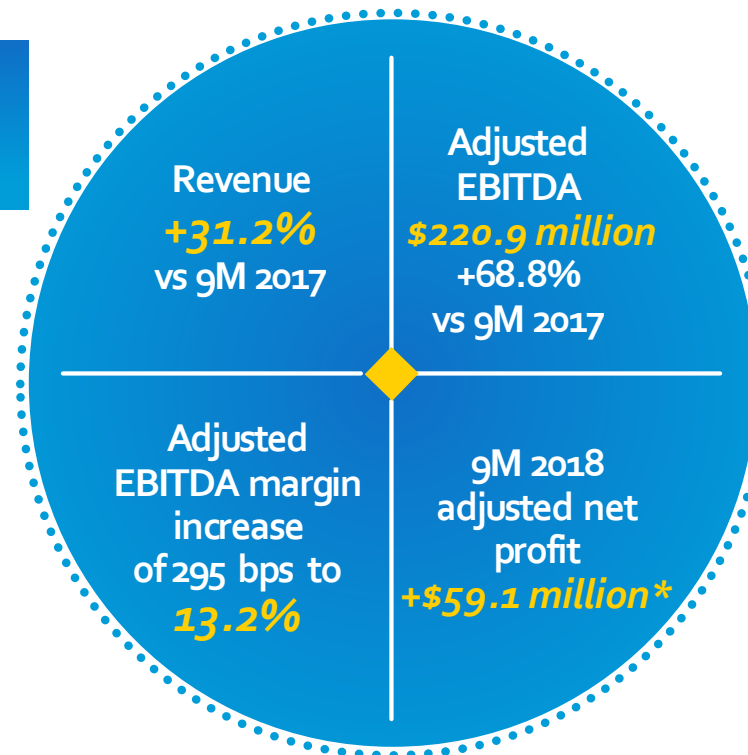 Revenue
+31.2%
vs 9M 2017
Adjusted
EBITDA
$220.9 million
+68.8%
vs 9M 2017
Adjusted
EBITDA margin
increase
of 295 bps to
13.2%
9M 2018
adjusted net
profit
+$59.1 million*